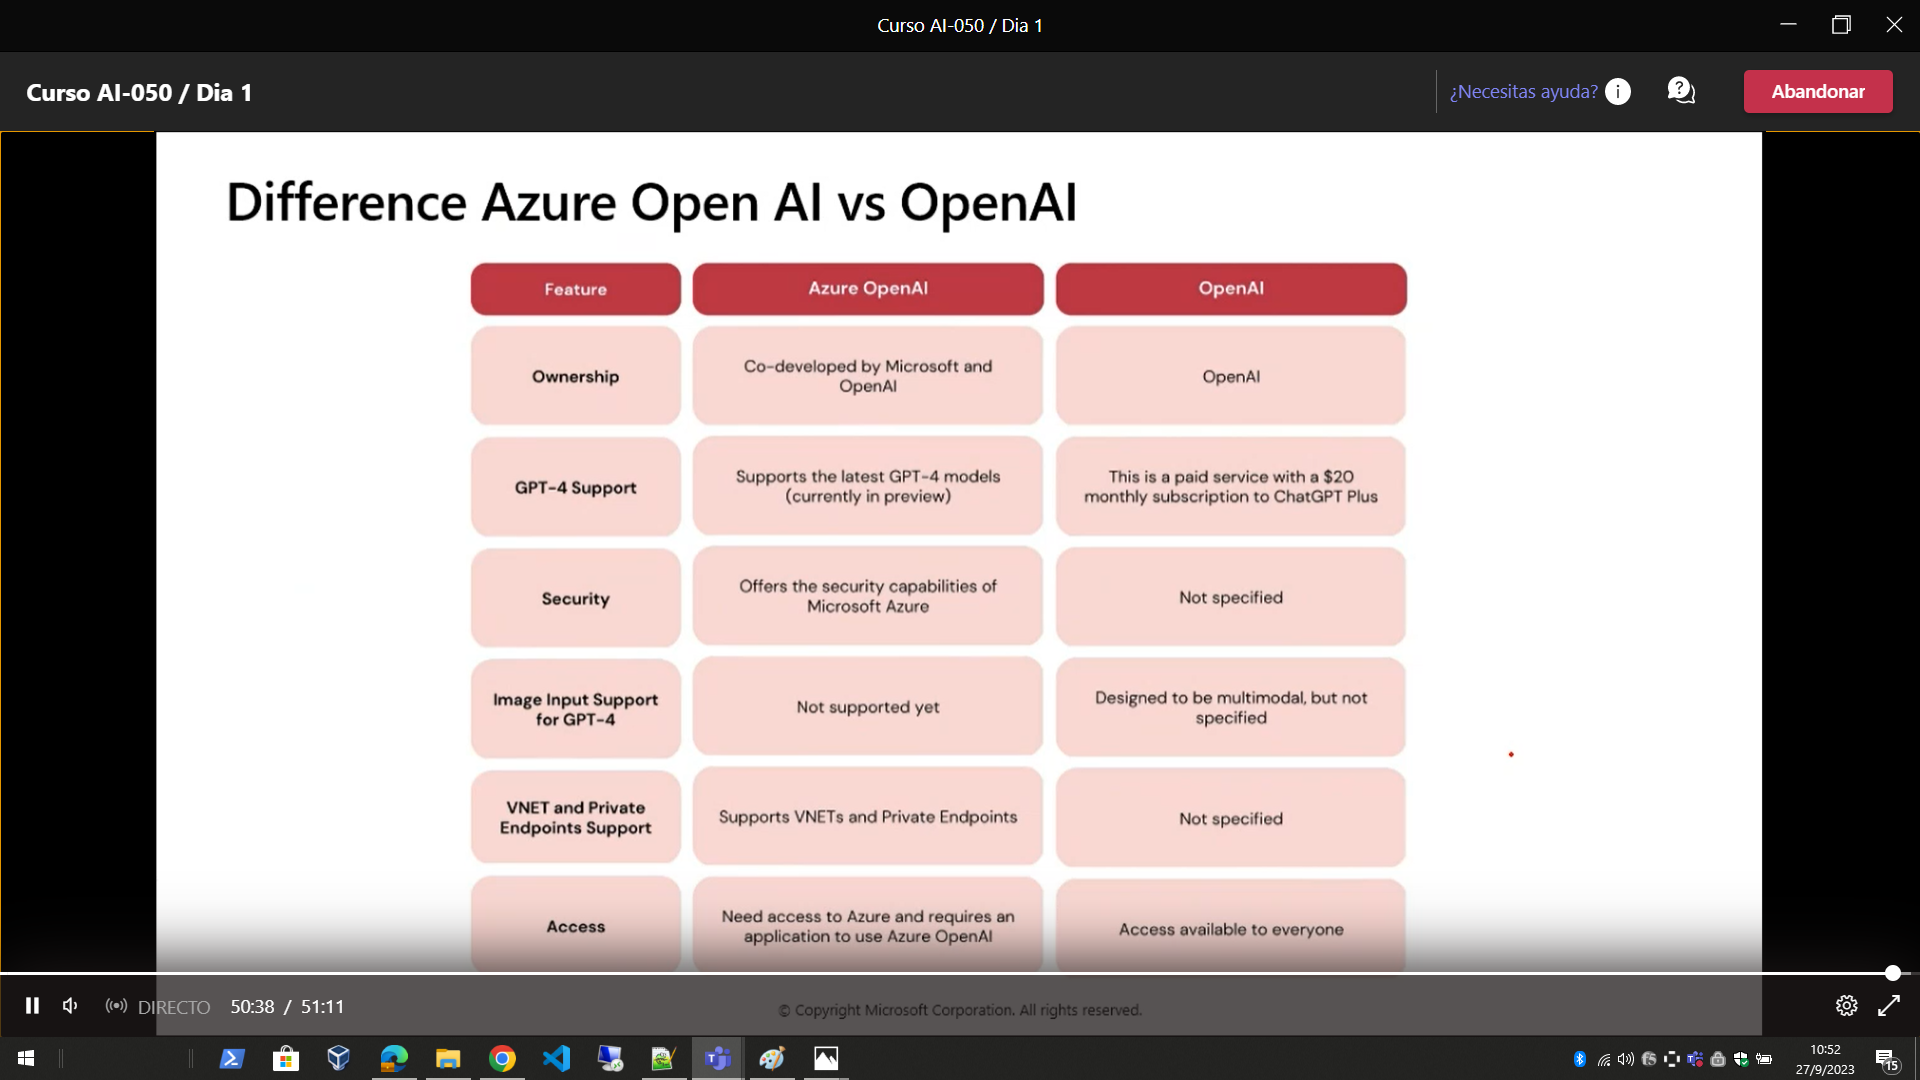 Curso AI-050 / Dia 1
Curso AI-050 / Dia 1
¿Necesitas ayuda?
Abandonar
Difference Azure Open AI vs OpenAI
Feature
Azure OpenAI
OpenAI
Ownership
Co-developed by Microsoft and
OpenAI
OpenAI
GPT-4 Support
Supports the latest GPT-4 models
(currently in preview)
This is a paid service with a $20
monthly subscription to ChatGPT Plus
Security
Offers the security capabilities of
Microsoft Azure
Not specified
Image Input Support
for GPT-4
Not supported yet
Designed to be multimodal, but not
specified
VNET and Private
Endpoints Support
Supports VNETs and Private Endpoints
Not specified
Access
Need access to Azure and requires an
application to use Azure OpenAI
Access available to everyone
DIRECTO
50:38 / 51:11
© Copyright Microsoft Corporation. All rights reserved.
10:52
27/9/2023
15